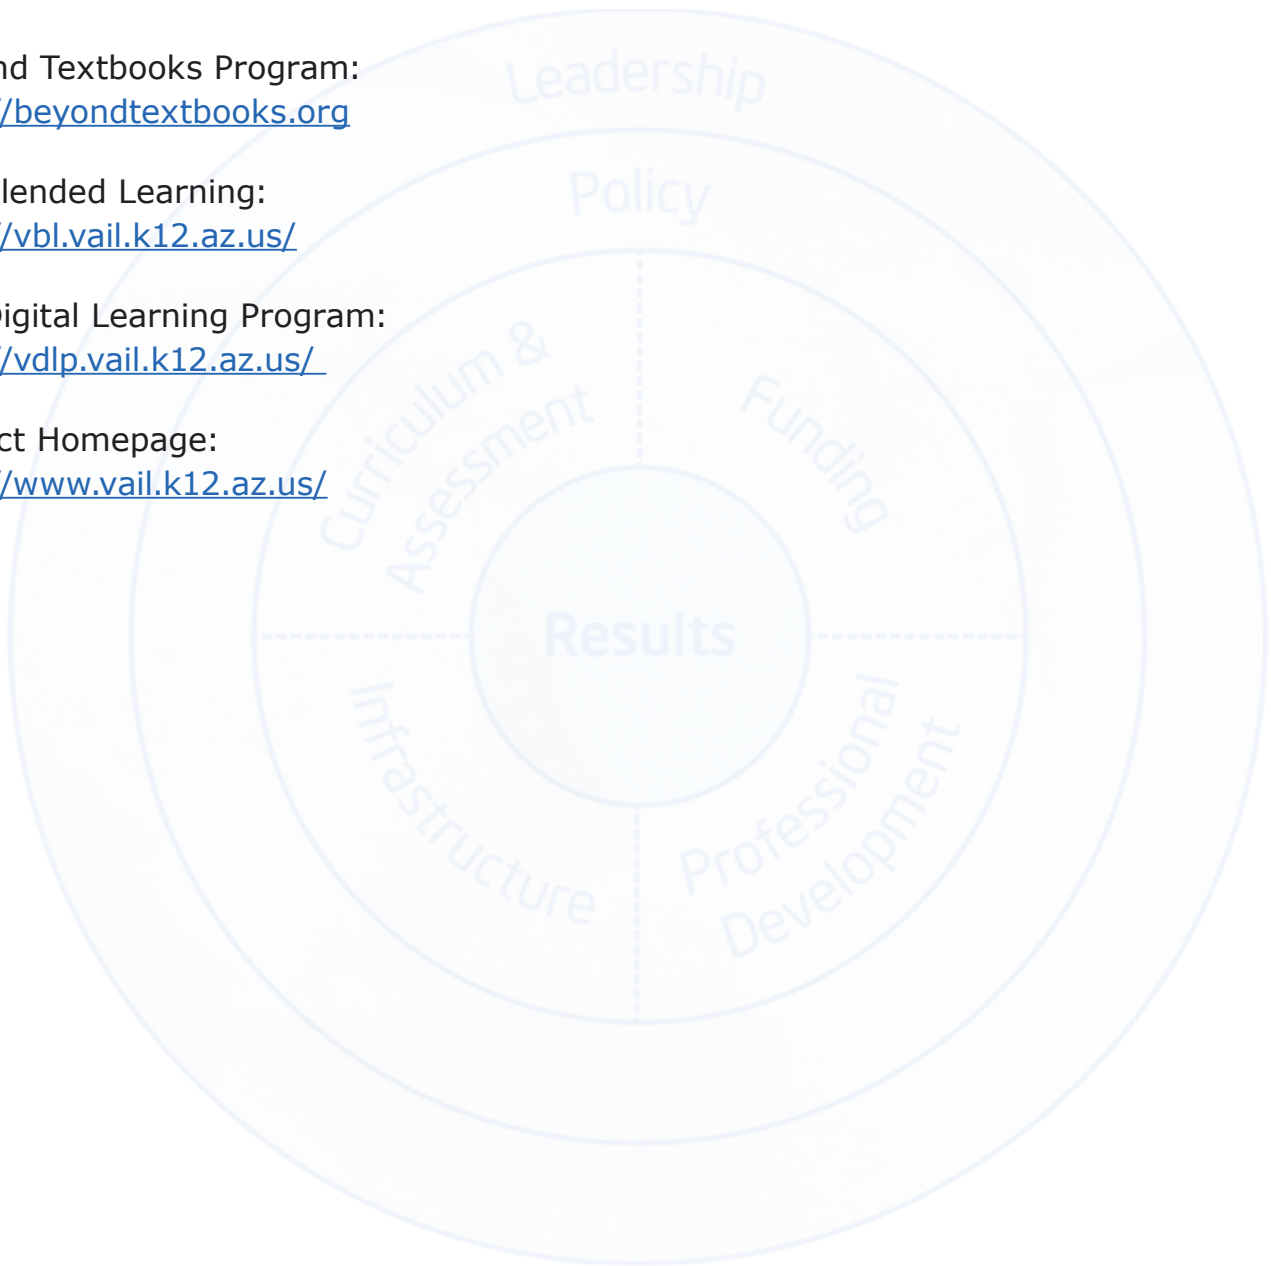 nd Textbooks Program:
//beyondtextbooks.org
lended Learning:
//vbl.vail.k12.az.us/
igital Learning Program:
//vdlp.vail.k12.az.us/
ct Homepage:
//www.vail.k12.az.us/
Leadership
Policy
Curriculum &
Assessment
Funding
Results
Infrastructure
Professional
Development